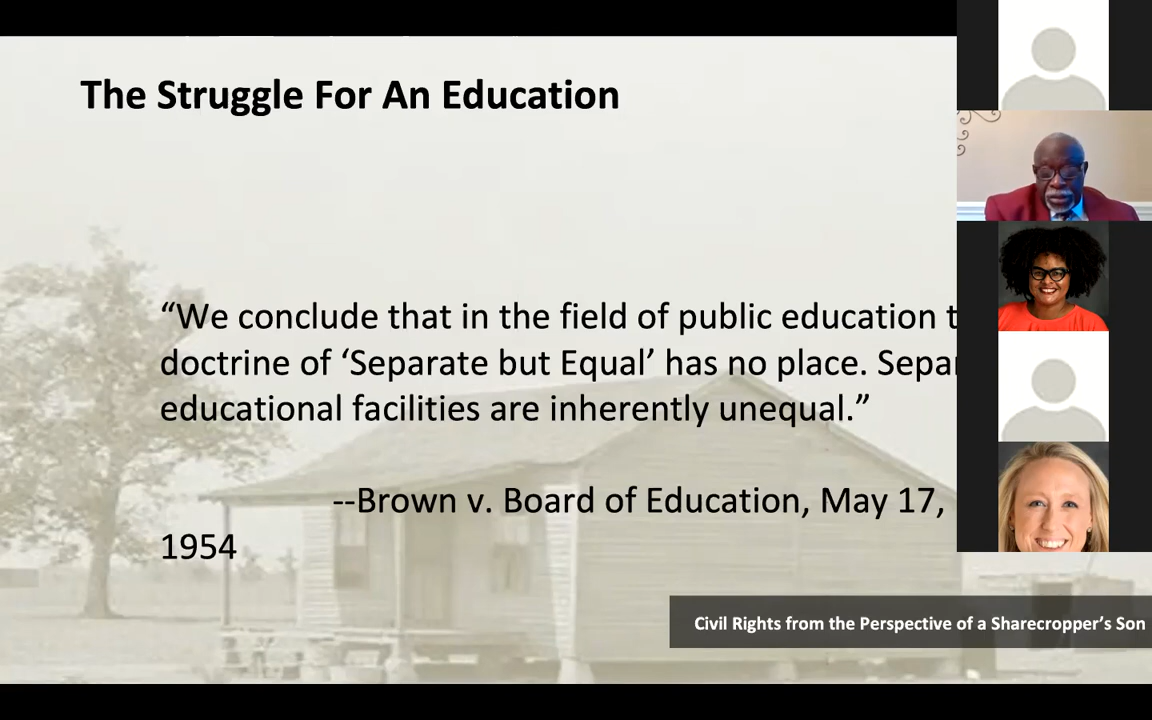 The Struggle For An Education
“We conclude that in the field of public education
doctrine of ‘Separate but Equal’ has no place.
educational facilities are inherently unequal.”
--Brown v. Board of Education, May 17,
1954
Civil Rights from the Perspective of a Sharecropper’s Son